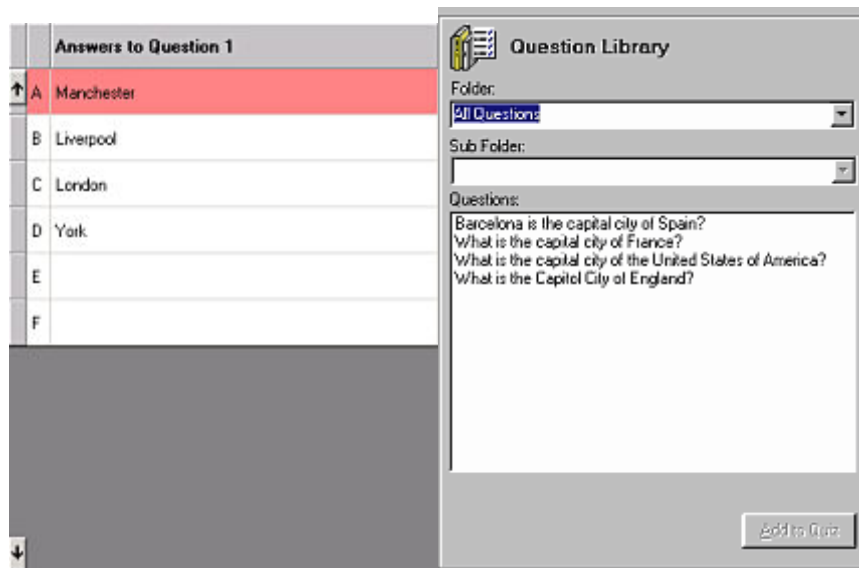 Answers to Question 1
A Manchester
B Liverpool
C London
D York
E
F
Question Library
Folder:
All Questions
Sub Folder:
Questions:
Barcelona is the capital city of Spain?
What is the capital city of France?
What is the capital city of the United States of America?
What is the Capitol City of England?
Add to Quiz